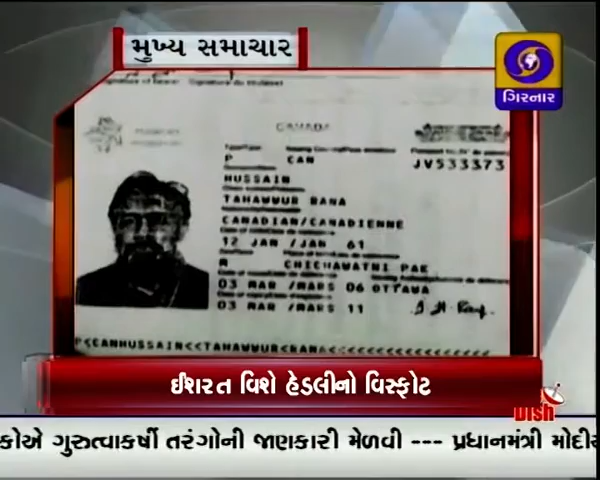 મુખ્ય સમાચાર
ગિરનાર
CANADA
P CAN JV533373
HUSSAIN
TAHAWWUR RANA
CANADIAN/CANADIENNE
12 JAN /JAN 61
M CHICHAWATNI PAK
03 MAR /MARS 06 OTTAWA
03 MAR /MARS 11
P<CANHUSSAIN<<TAHAWWUR<RANA<<
ઈશરત વિશે હેડલીનો વિસ્ફોટ
Dish
કોએ ગુરુત્વાકર્ષી તરંગોની જાણકારી મેળવી --- પ્રધાનમંત્રી મોદીએ